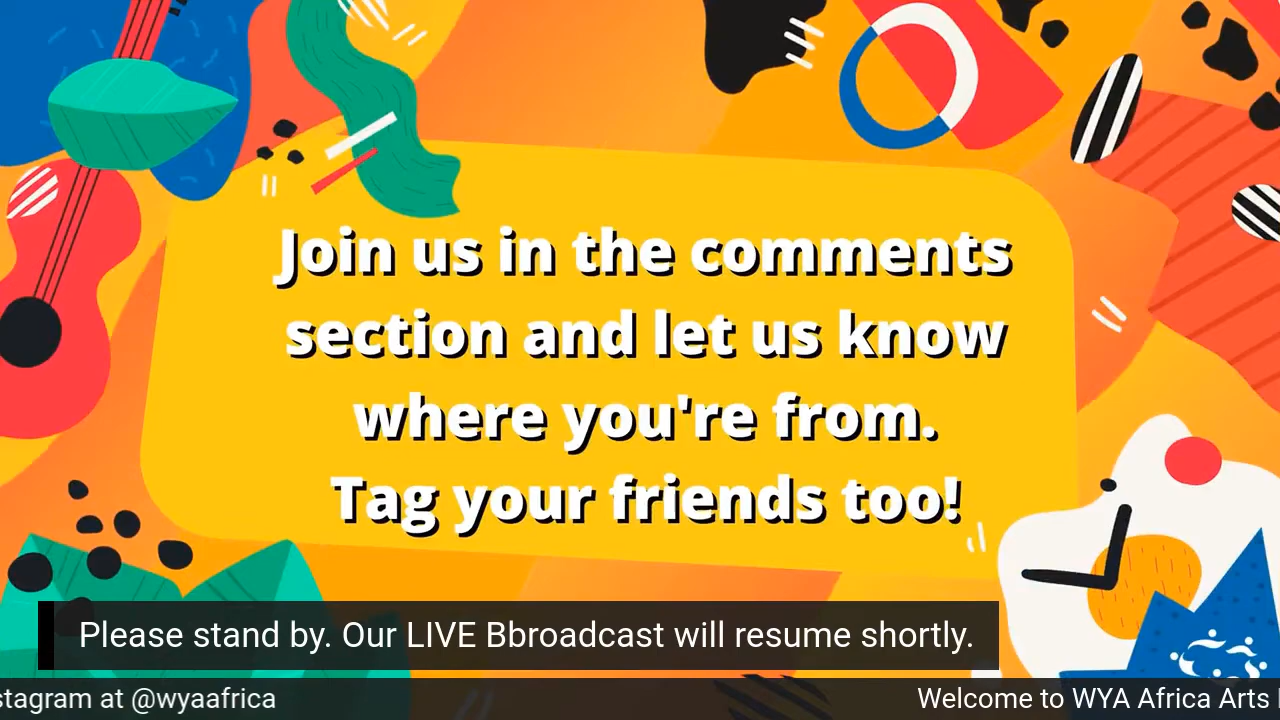 Join us in the comments
section and let us know
where you're from.
Tag your friends too!
Please stand by. Our LIVE Bbroadcast will resume shortly.
stagram at @wyaafrica
Welcome to WYA Africa Arts